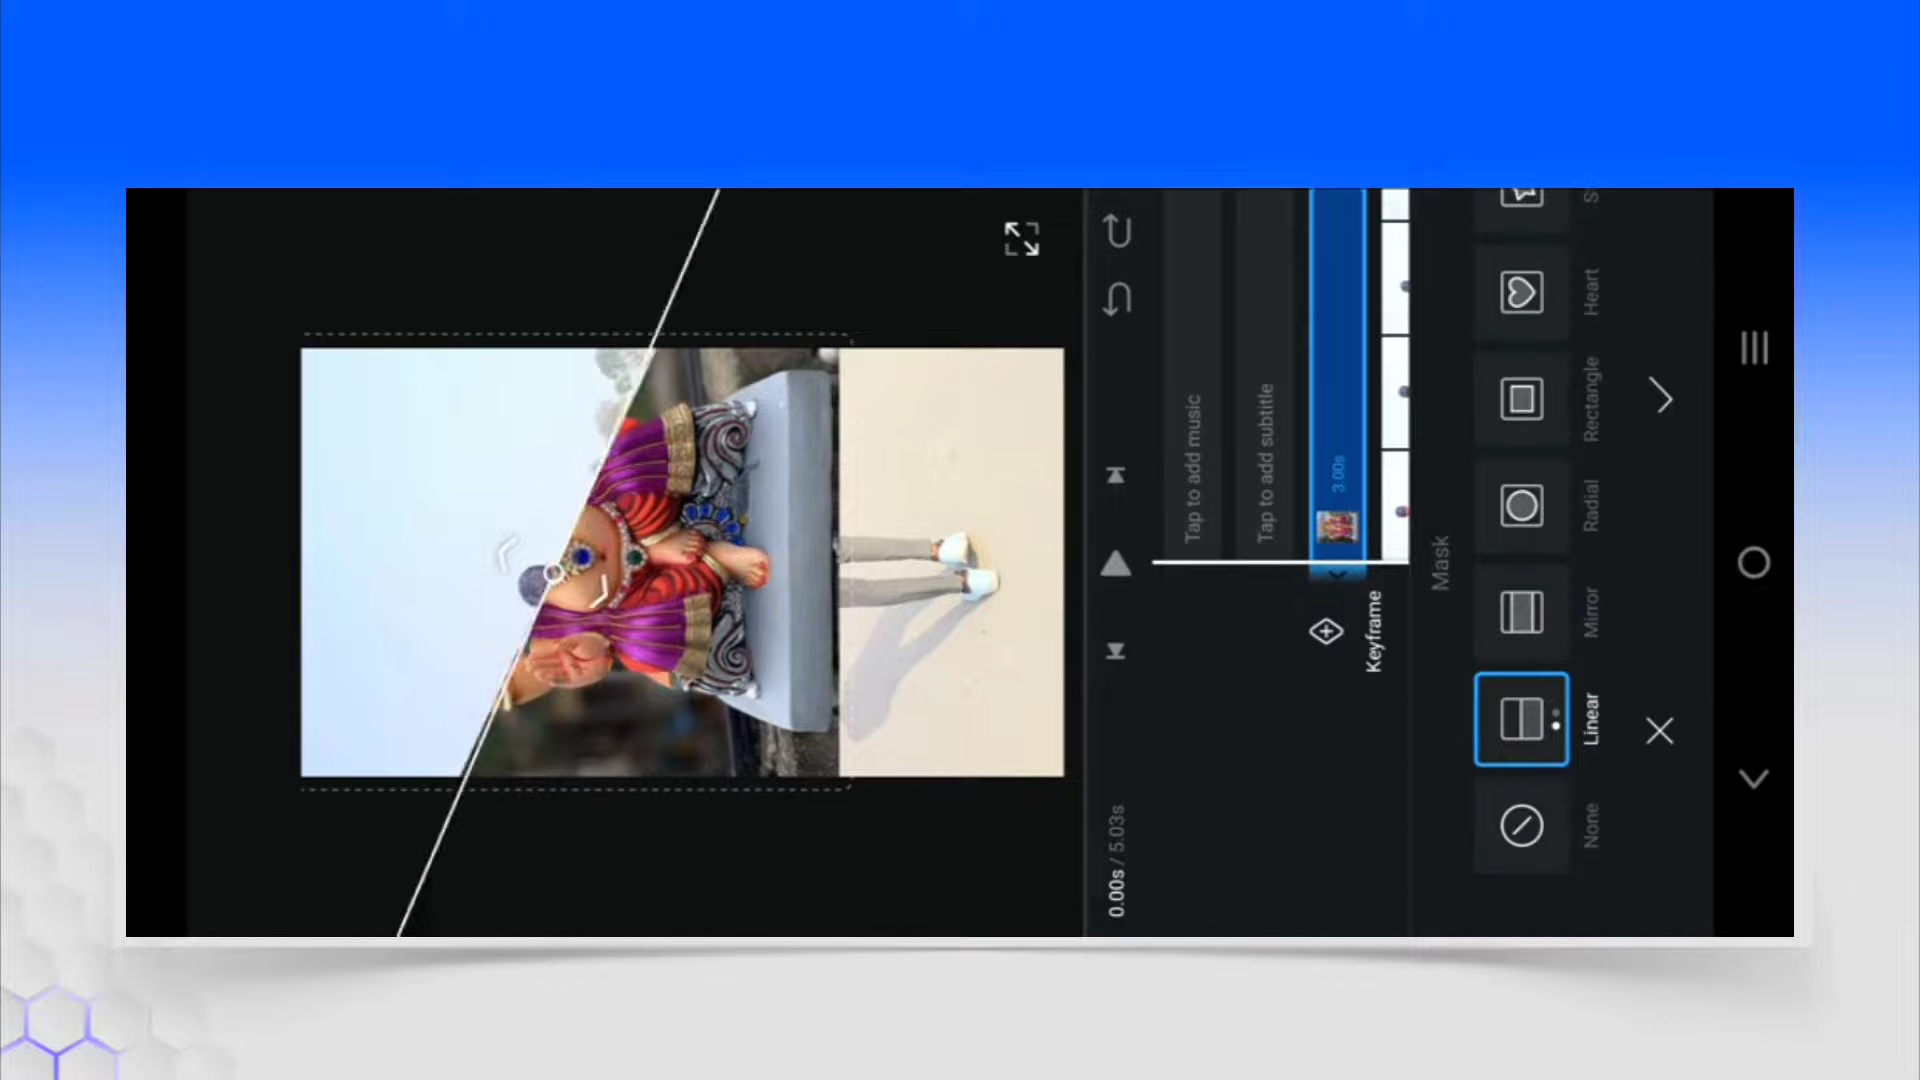 0.00s / 5.03s
Tap to add music
Tap to add subtitle
3.00s
Keyframe
Mask
None
Linear
Mirror
Radial
Rectangle
Heart